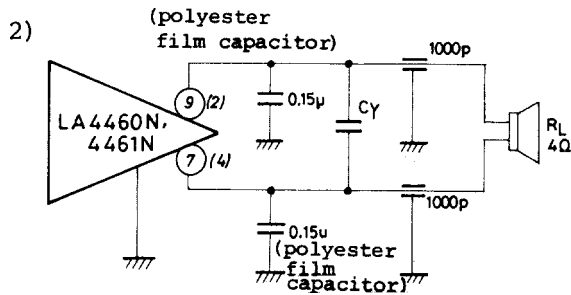 2)
(polyester
film capacitor)
1000p
9 (2)
0.15μ
CY
LA4460N,
4461N
RL
4Ω
7 (4)
1000p
0.15u
(polyester
film
capacitor)